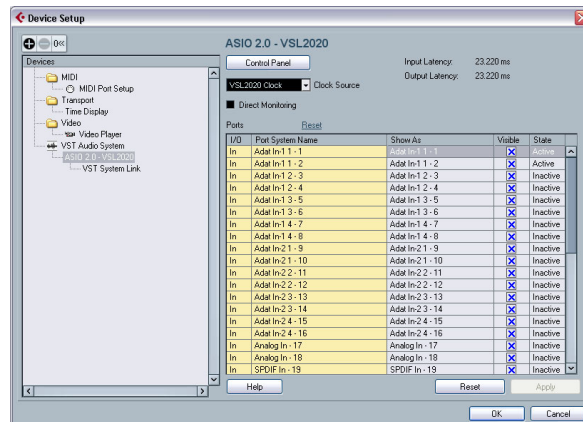 Device Setup
Devices
MIDI
MIDI Port Setup
Transport
Time Display
Video
Video Player
VST Audio System
ASIO 2.0 - VSL2020
VST System Link
ASIO 2.0 - VSL2020
Control Panel
Input Latency: 23.220 ms
Output Latency: 23.220 ms
VSL2020 Clock Clock Source
Direct Monitoring
Ports Reset
I/O Port System Name Show As Visible State
In Adat In-1 1 - 1 Adat In-1 1 - 1 Active
In Adat In-1 1 - 2 Adat In-1 1 - 2 Active
In Adat In-1 2 - 3 Adat In-1 2 - 3 Inactive
In Adat In-1 2 - 4 Adat In-1 2 - 4 Inactive
In Adat In-1 3 - 5 Adat In-1 3 - 5 Inactive
In Adat In-1 3 - 6 Adat In-1 3 - 6 Inactive
In Adat In-1 4 - 7 Adat In-1 4 - 7 Inactive
In Adat In-1 4 - 8 Adat In-1 4 - 8 Inactive
In Adat In-2 1 - 9 Adat In-2 1 - 9 Inactive
In Adat In-2 1 - 10 Adat In-2 1 - 10 Inactive
In Adat In-2 2 - 11 Adat In-2 2 - 11 Inactive
In Adat In-2 2 - 12 Adat In-2 2 - 12 Inactive
In Adat In-2 3 - 13 Adat In-2 3 - 13 Inactive
In Adat In-2 3 - 14 Adat In-2 3 - 14 Inactive
In Adat In-2 4 - 15 Adat In-2 4 - 15 Inactive
In Adat In-2 4 - 16 Adat In-2 4 - 16 Inactive
In Analog In - 17 Analog In - 17 Inactive
In Analog In - 18 Analog In - 18 Inactive
In SPDIF In - 19 SPDIF In - 19 Inactive
Help Reset Apply
OK Cancel